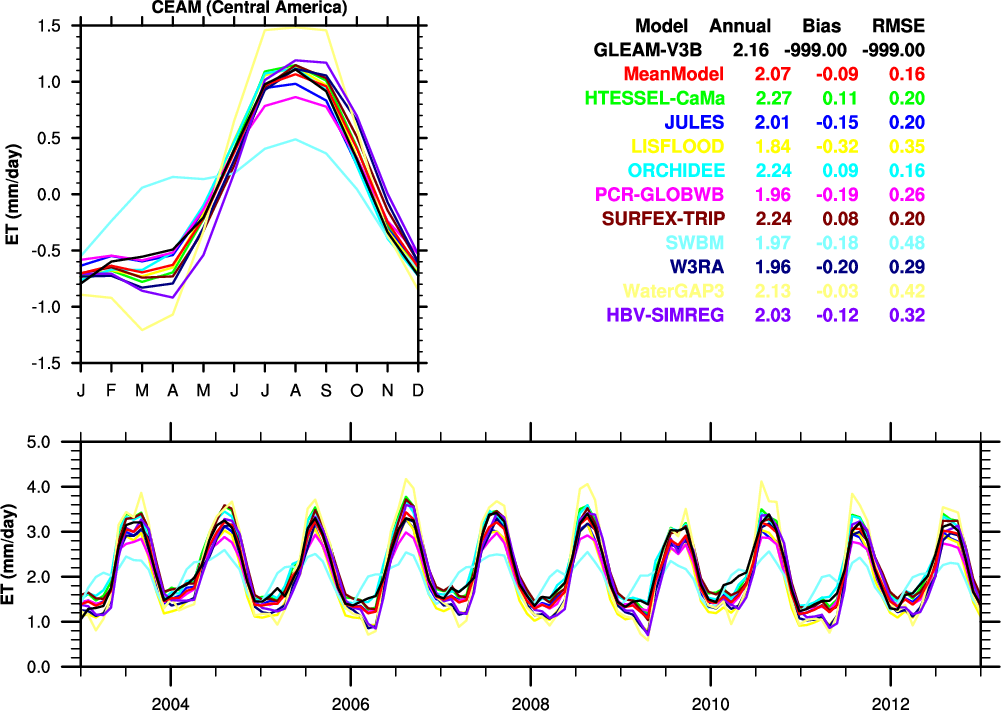 CEAM (Central America)
1.5
1.0
0.5
0.0
-0.5
-1.0
-1.5
ET (mm/day)
J F M A M J J A S O N D
Model Annual Bias RMSE
GLEAM-V3B 2.16 -999.00 -999.00
MeanModel 2.07 -0.09 0.16
HTESSEL-CaMa 2.27 0.11 0.20
JULES 2.01 -0.15 0.20
LISFLOOD 1.84 -0.32 0.35
ORCHIDEE 2.24 0.09 0.16
PCR-GLOBWB 1.96 -0.19 0.26
SURFEX-TRIP 2.24 0.08 0.20
SWBM 1.97 -0.18 0.48
W3RA 1.96 -0.20 0.29
WaterGAP3 2.13 -0.03 0.42
HBV-SIMREG 2.03 -0.12 0.32
5.0
4.0
3.0
2.0
1.0
0.0
ET (mm/day)
2004 2006 2008 2010 2012